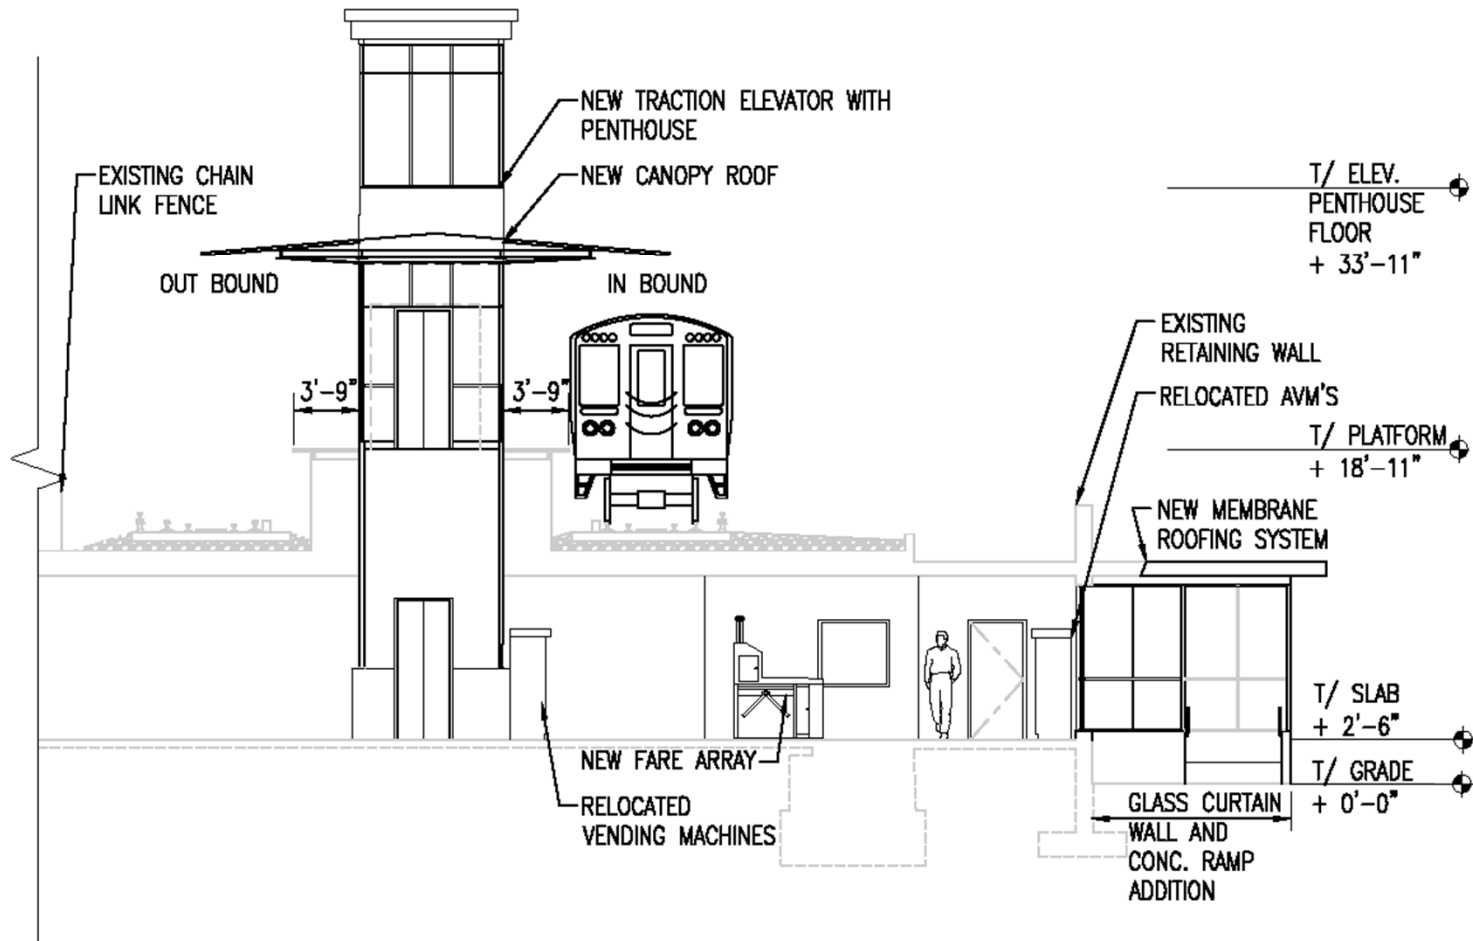 NEW TRACTION ELEVATOR WITH
PENTHOUSE
EXISTING CHAIN
LINK FENCE
NEW CANOPY ROOF
T/ ELEV.
PENTHOUSE
FLOOR
+ 33'-11"
OUT BOUND
IN BOUND
EXISTING
RETAINING WALL
3'-9"
3'-9"
RELOCATED AVM'S
T/ PLATFORM
+ 18'-11"
NEW MEMBRANE
ROOFING SYSTEM
T/ SLAB
+ 2'-6"
NEW FARE ARRAY
T/ GRADE
+ 0'-0"
RELOCATED
VENDING MACHINES
GLASS CURTAIN
WALL AND
CONC. RAMP
ADDITION